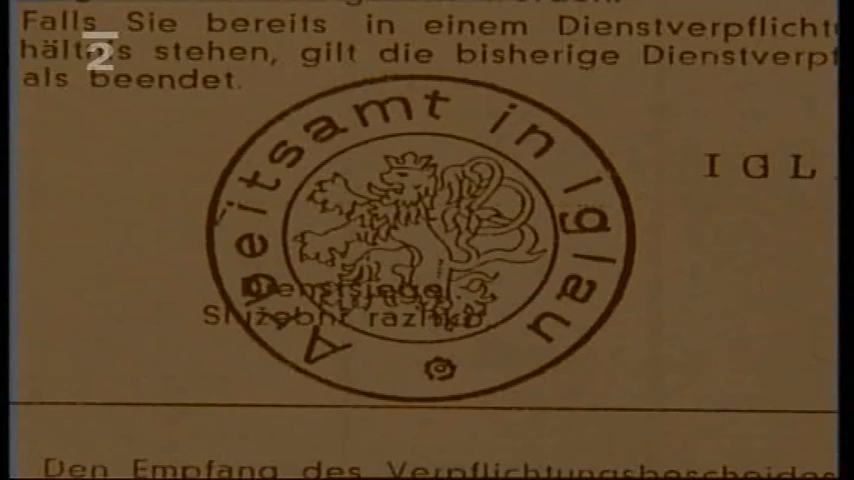 Falls Sie bereits in einem Dienstverpflicht
hältnis stehen, gilt die bisherige Dienstverpf
als beendet.
2
Arbeitsamt in Iglau
IGL
Dienstsiegel.
Služební razítko
Den Empfang des Verpflichtungsbescheides